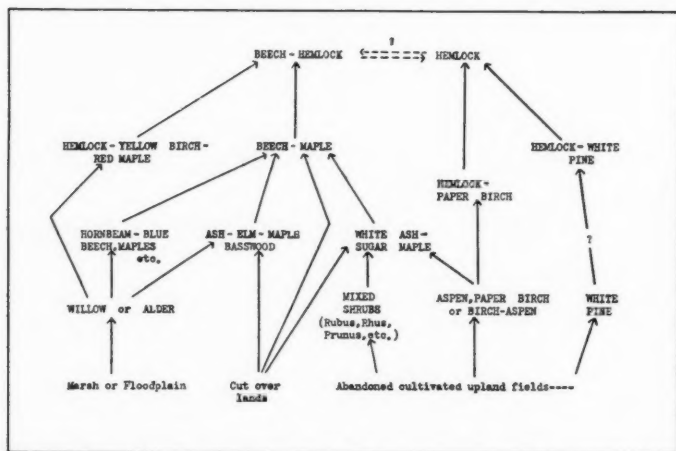 ?
BEECH-HEMLOCK
HEMLOCK
HEMLOCK-YELLOW BIRCH-
RED MAPLE
BEECH-MAPLE
HEMLOCK-WHITE
PINE
HEMLOCK-
PAPER BIRCH
HORNBEAM-BLUE
BEECH, MAPLES
etc.
ASH-ELM-MAPLE
BASSWOOD
WHITE ASH-
SUGAR MAPLE
?
WILLOW or ALDER
MIXED
SHRUBS
(Rubus, Rhus,
Prunus, etc.)
ASPEN, PAPER BIRCH
or BIRCH-ASPEN
WHITE
PINE
Marsh or Floodplain
Cut over
lands
Abandoned cultivated upland fields----